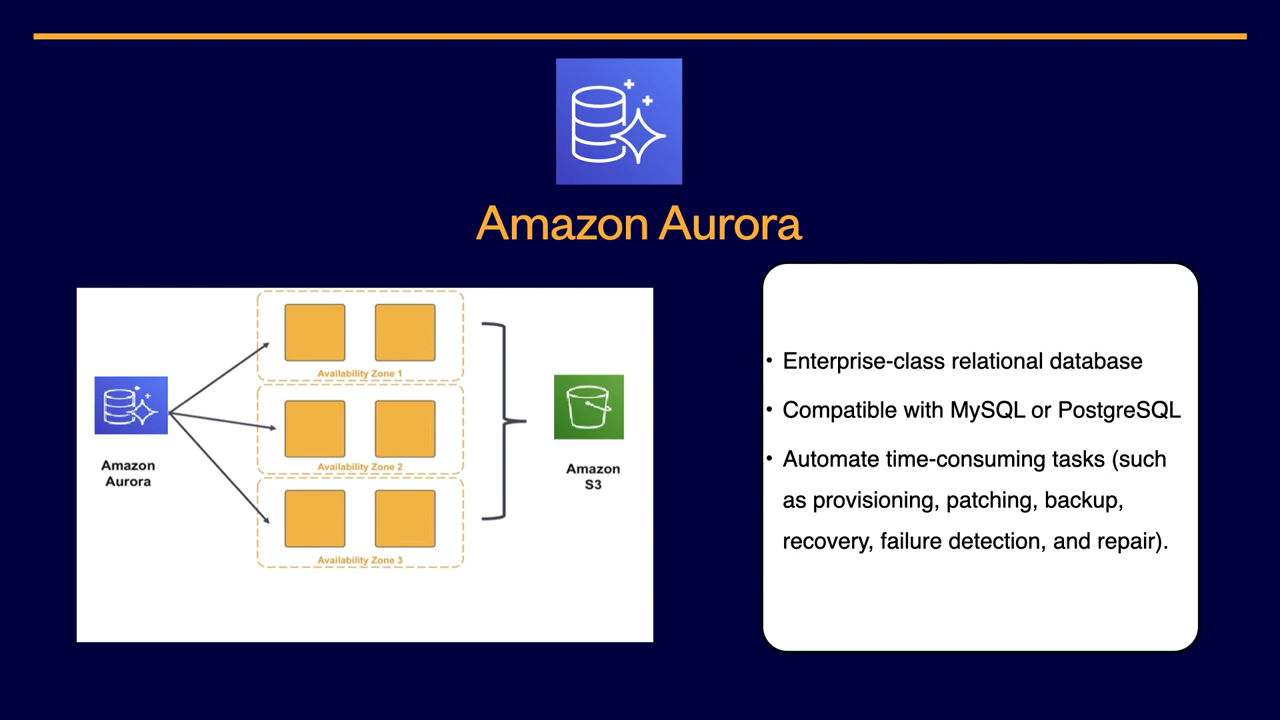 Amazon Aurora
Availability Zone 1
Availability Zone 2
Availability Zone 3
Amazon
Aurora
Amazon
S3
• Enterprise-class relational database
• Compatible with MySQL or PostgreSQL
• Automate time-consuming tasks (such
as provisioning, patching, backup,
recovery, failure detection, and repair).